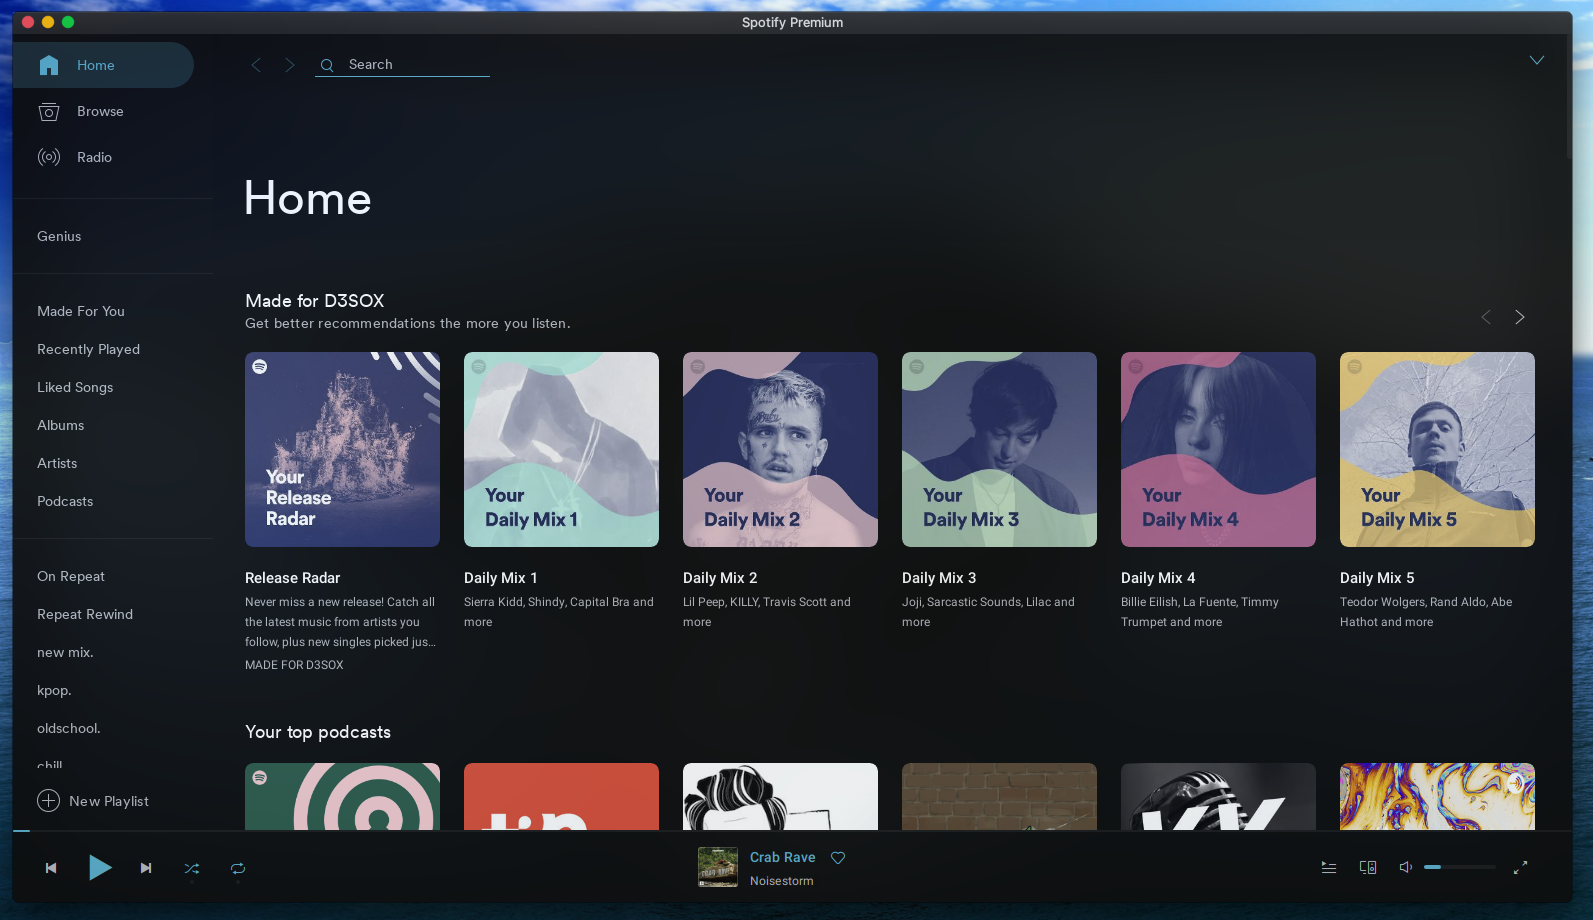 Spotify Premium
Home
Browse
Radio
Genius
Made For You
Recently Played
Liked Songs
Albums
Artists
Podcasts
On Repeat
Repeat Rewind
new mix.
kpop.
oldschool.
chill
New Playlist
Search
Home
Made for D3SOX
Get better recommendations the more you listen.
Your
Release
Radar
Your
Daily Mix 1
Your
Daily Mix 2
Your
Daily Mix 3
Your
Daily Mix 4
Your
Daily Mix 5
Release Radar
Never miss a new release! Catch all
the latest music from artists you
follow, plus new singles picked jus...
MADE FOR D3SOX
Daily Mix 1
Sierra Kidd, Shindy, Capital Bra and
more
Daily Mix 2
Lil Peep, KILLY, Travis Scott and
more
Daily Mix 3
Joji, Sarcastic Sounds, Lilac and
more
Daily Mix 4
Billie Eilish, La Fuente, Timmy
Trumpet and more
Daily Mix 5
Teodor Wolgers, Rand Aldo, Abe
Hathot and more
Your top podcasts
Crab Rave
Noisestorm